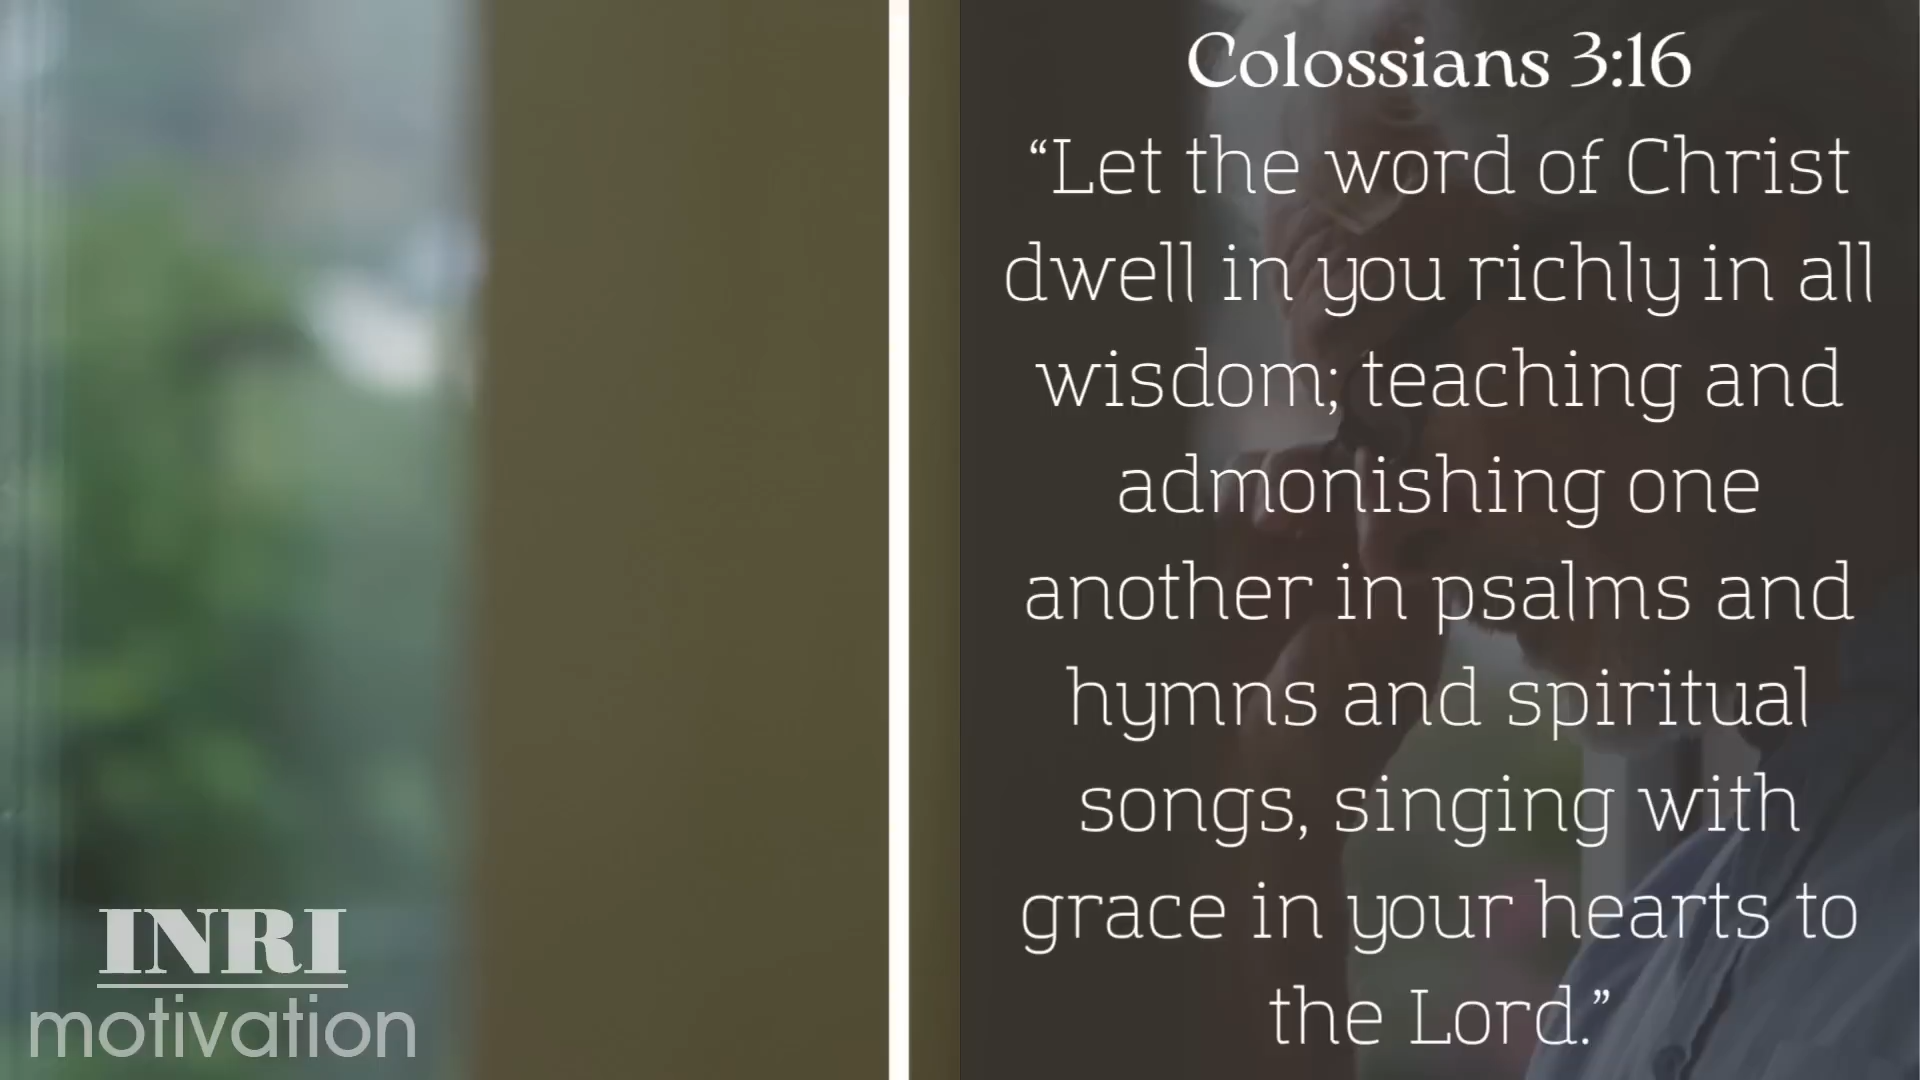 Colossians 3:16
“Let the word of Christ
dwell in you richly in all
wisdom; teaching and
admonishing one
another in psalms and
hymns and spiritual
songs, singing with
grace in your hearts to
the Lord.”
INRI
motivation